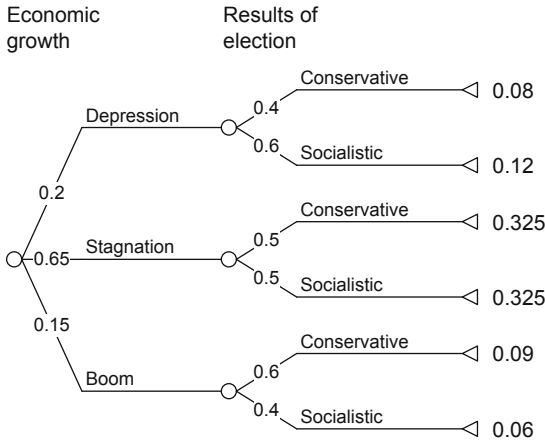 Economic growth
Results of election
Conservative
0.08
0.4
Depression
0.6
Socialistic
0.12
0.2
Conservative
0.325
0.5
0.65
Stagnation
0.5
Socialistic
0.325
0.15
Conservative
0.09
0.6
Boom
0.4
Socialistic
0.06